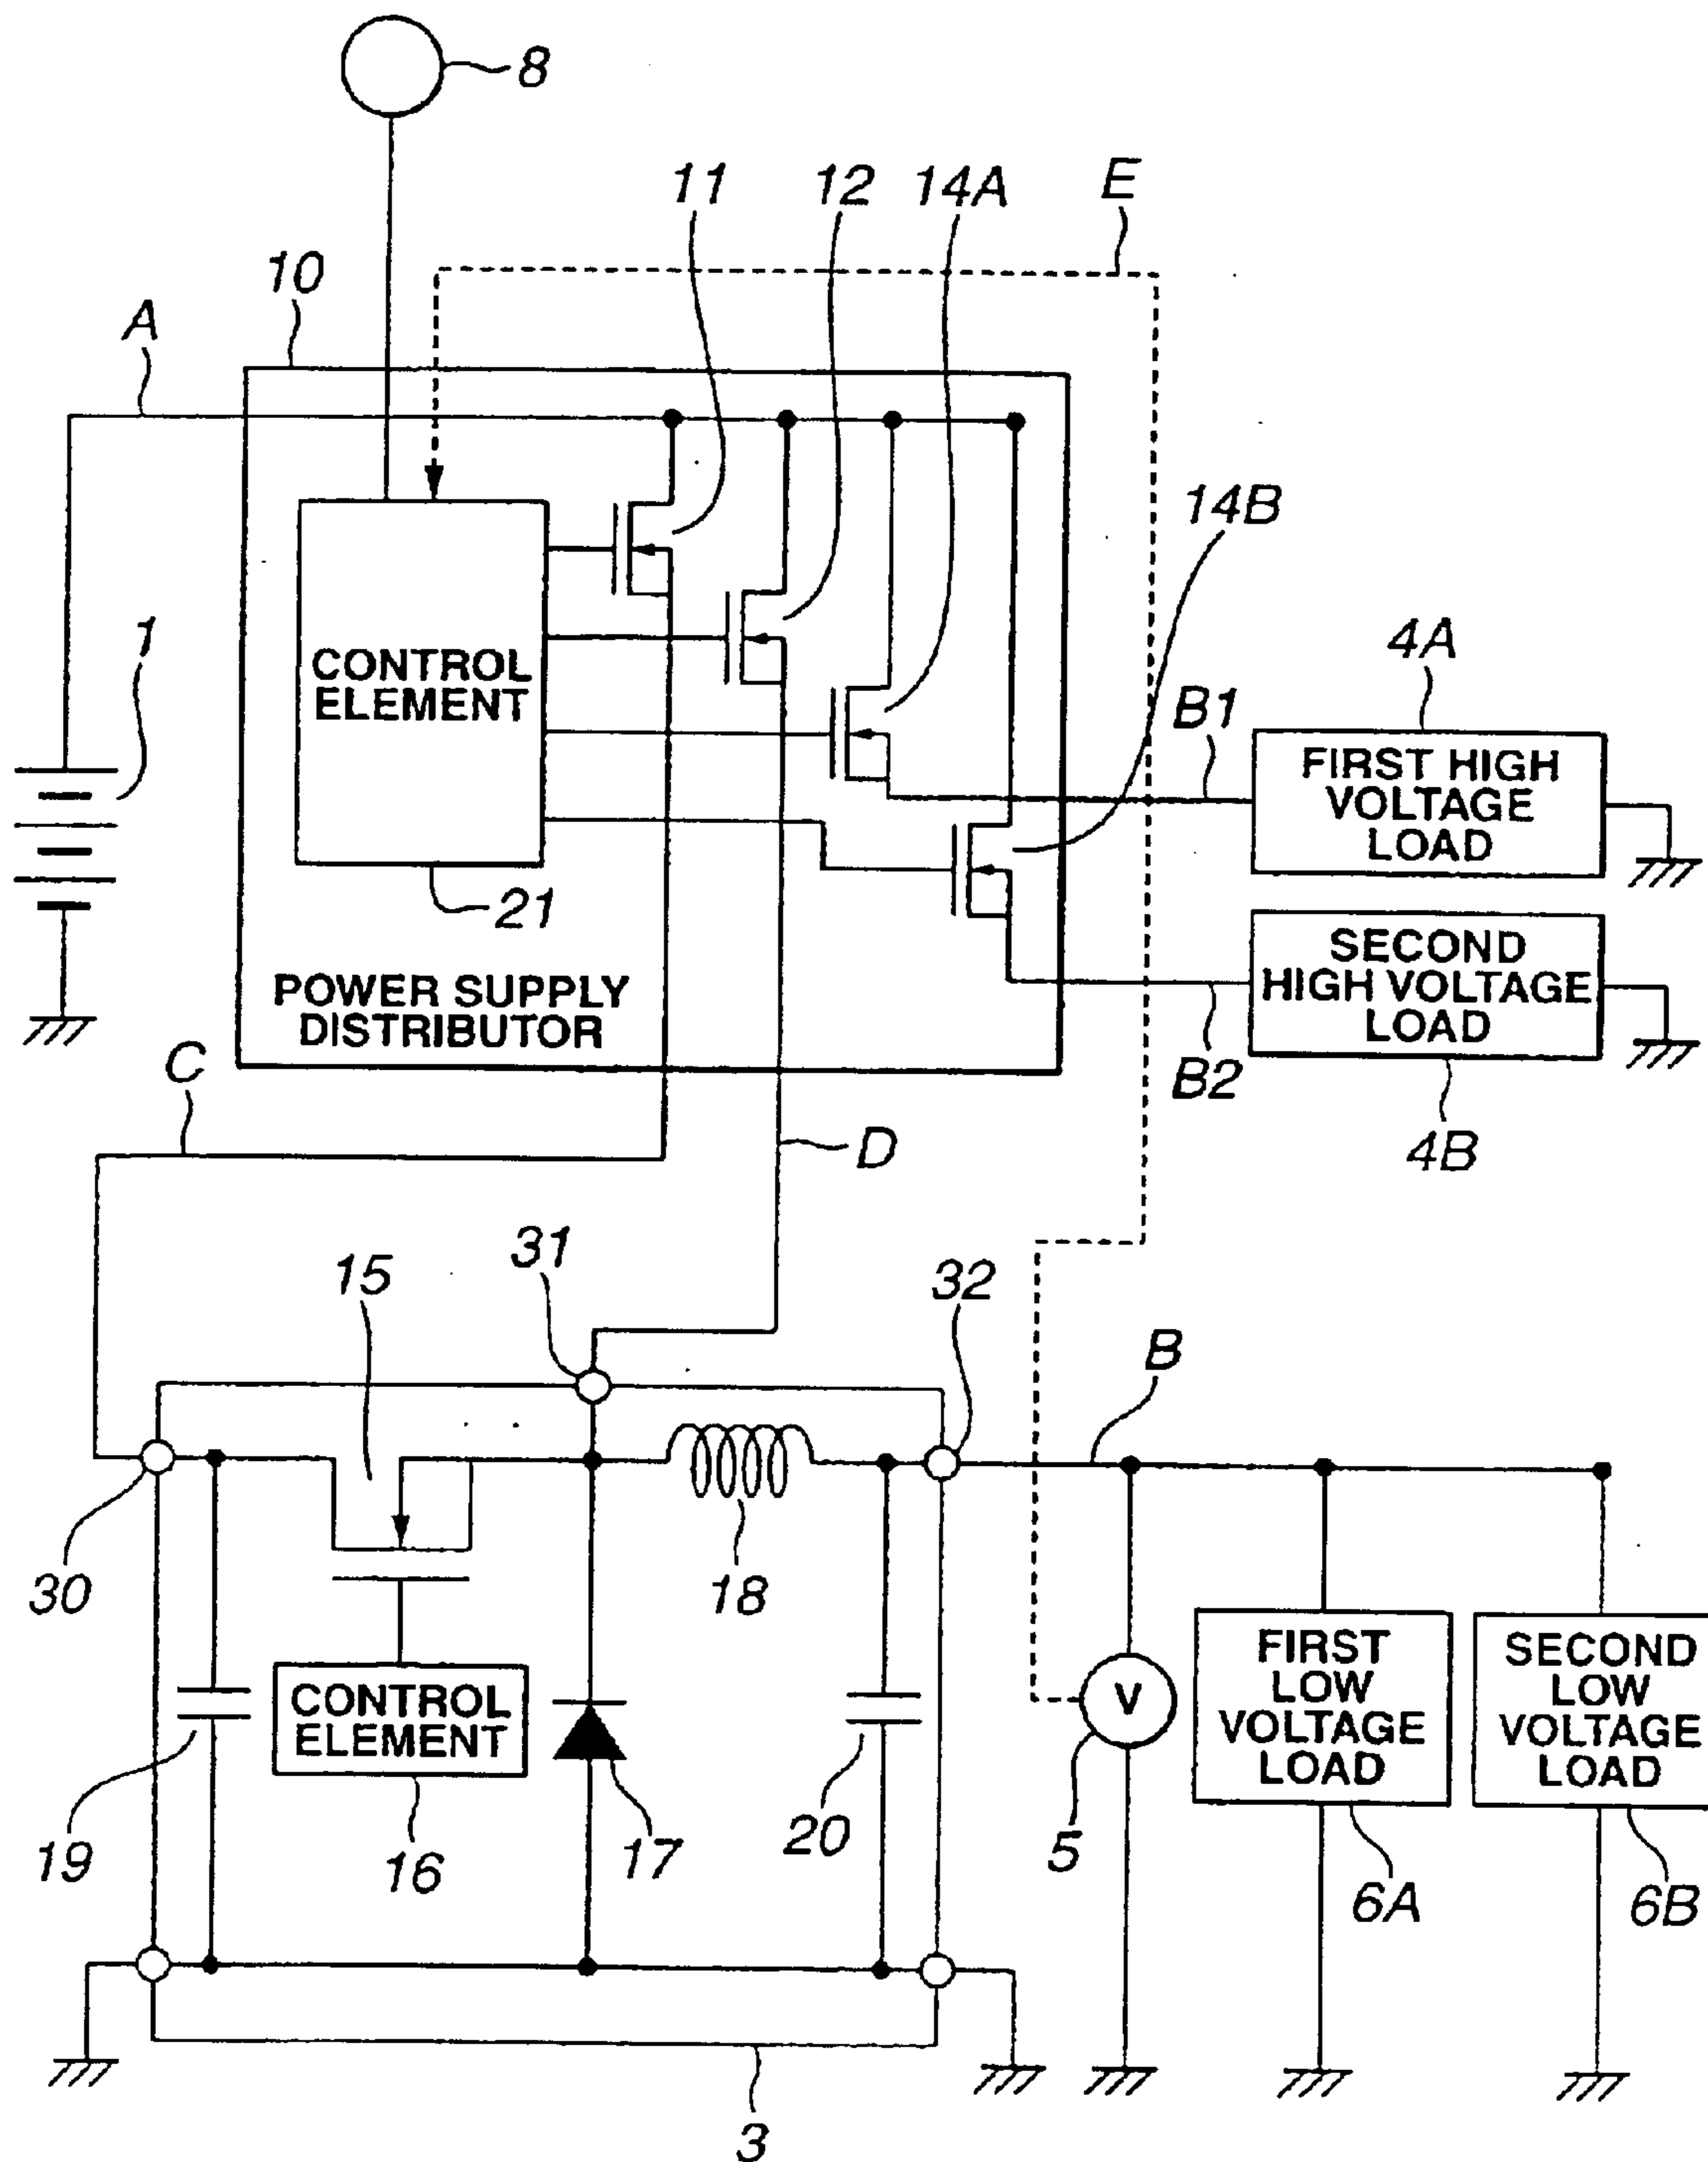 8
11
12
14A
E
10
A
14B
1
CONTROL
ELEMENT
4A
B1
FIRST HIGH
VOLTAGE
LOAD
21
POWER SUPPLY
DISTRIBUTOR
SECOND
HIGH VOLTAGE
LOAD
B2
4B
C
D
31
15
32
B
30
18
CONTROL
ELEMENT
V
FIRST
LOW
VOLTAGE
LOAD
SECOND
LOW
VOLTAGE
LOAD
19
16
17
20
5
6A
6B
3